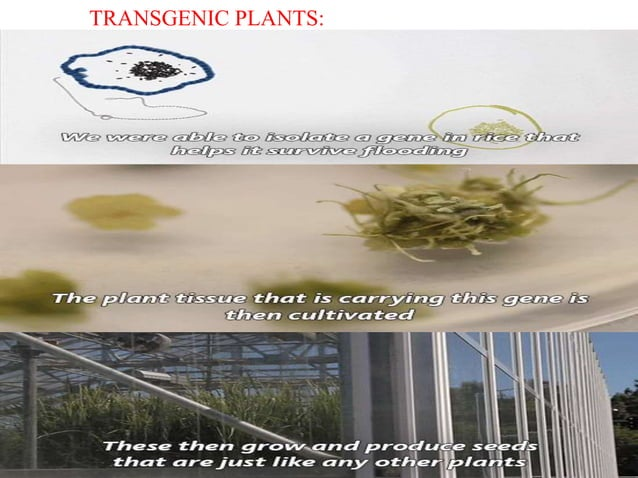 TRANSGENIC PLANTS:
We were able to isolate a gene in rice that
helps it survive flooding
The plant tissue that is carrying this gene is
then cultivated
These then grow and produce seeds
that are just like any other plants